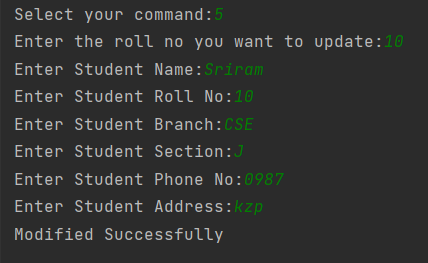 Select your command:5
Enter the roll no you want to update:10
Enter Student Name:Sriram
Enter Student Roll No:10
Enter Student Branch:CSE
Enter Student Section:J
Enter Student Phone No:0987
Enter Student Address:kzp
Modified Successfully